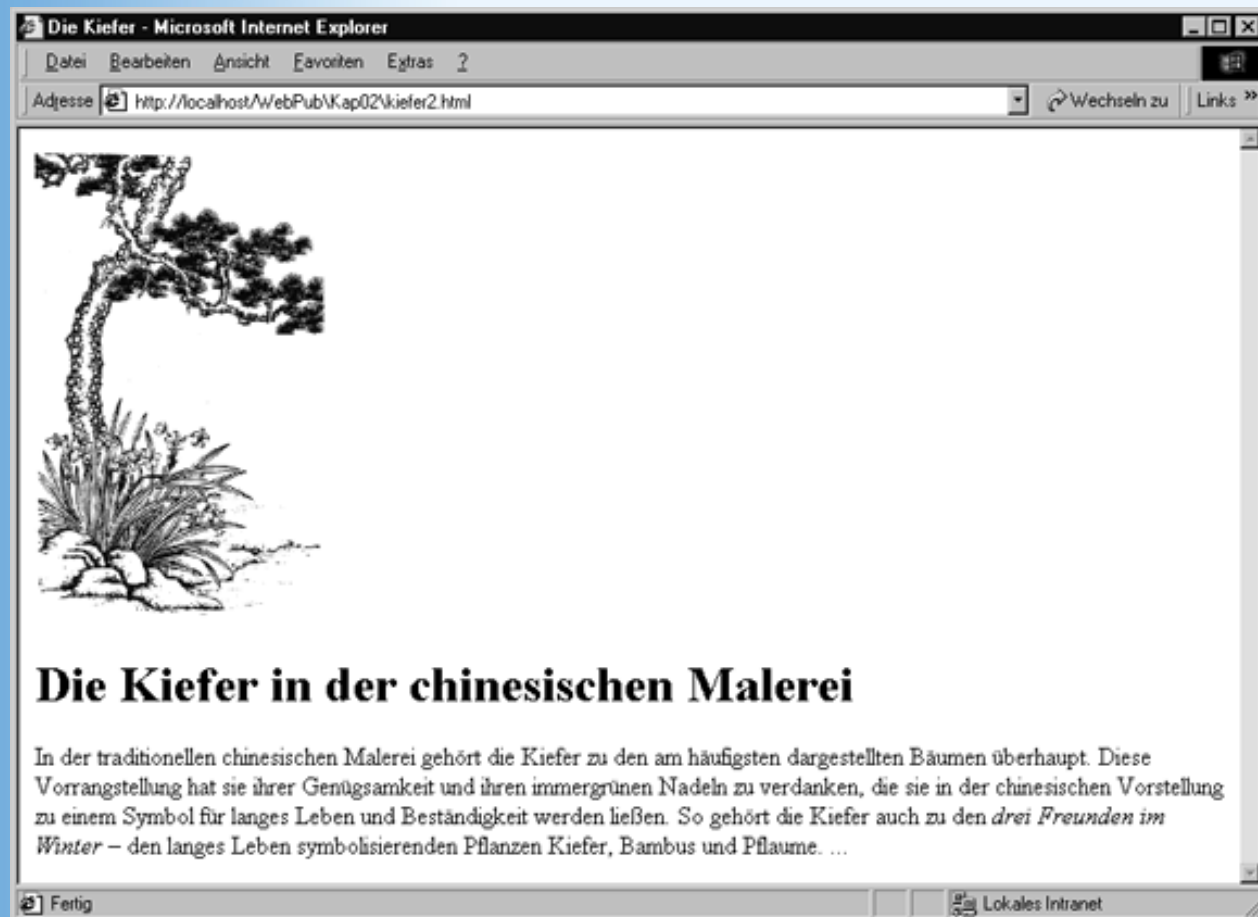 Die Kiefer - Microsoft Internet Explorer
Datei Bearbeiten Ansicht Favoriten Extras ?
Adresse http://localhost/WebPub\Kap02\kiefer2.html Wechseln zu Links »
Die Kiefer in der chinesischen Malerei
In der traditionellen chinesischen Malerei gehört die Kiefer zu den am häufigsten dargestellten Bäumen überhaupt. Diese
Vorrangstellung hat sie ihrer Genügsamkeit und ihren immergrünen Nadeln zu verdanken, die sie in der chinesischen Vorstellung
zu einem Symbol für langes Leben und Beständigkeit werden ließen. So gehört die Kiefer auch zu den drei Freunden im
Winter – den langes Leben symbolisierenden Pflanzen Kiefer, Bambus und Pflaume. ...
Fertig Lokales Intranet